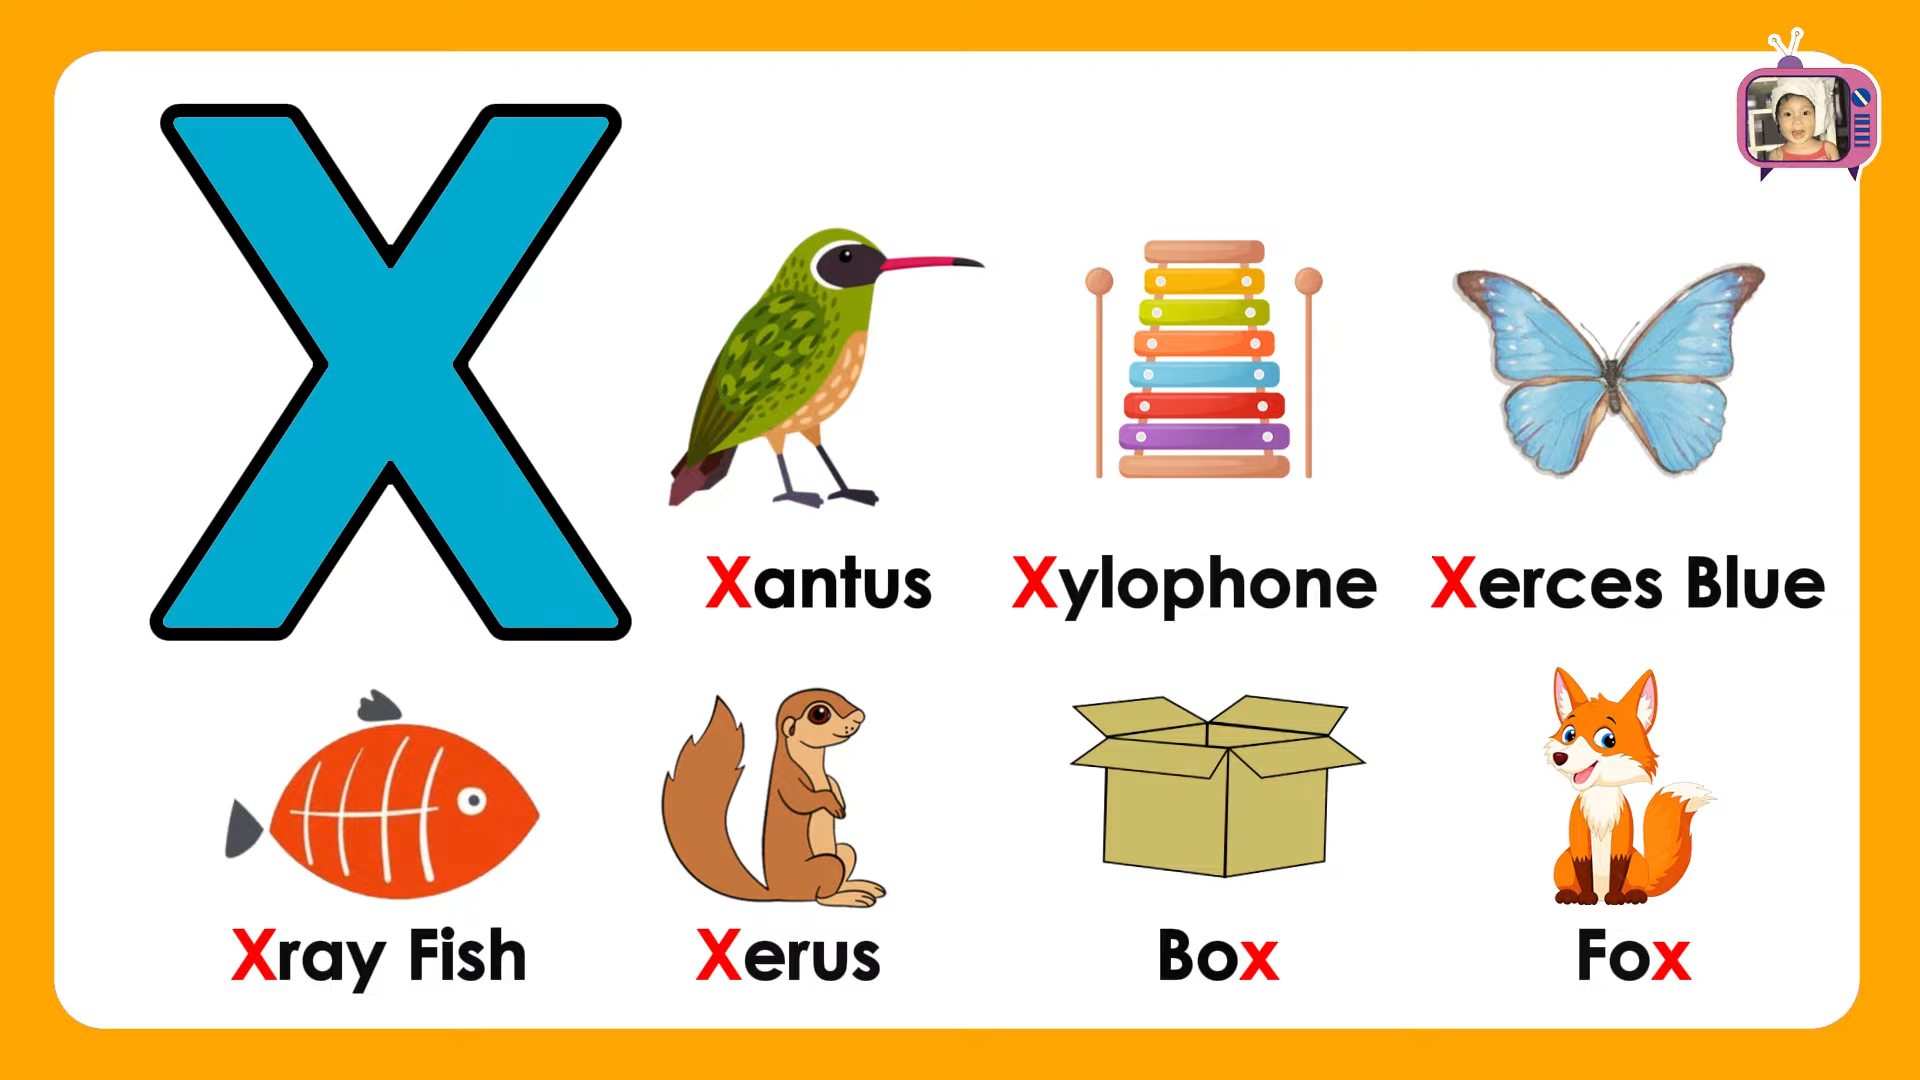 X
Xantus
Xylophone
Xerces Blue
Xray Fish
Xerus
Box
Fox